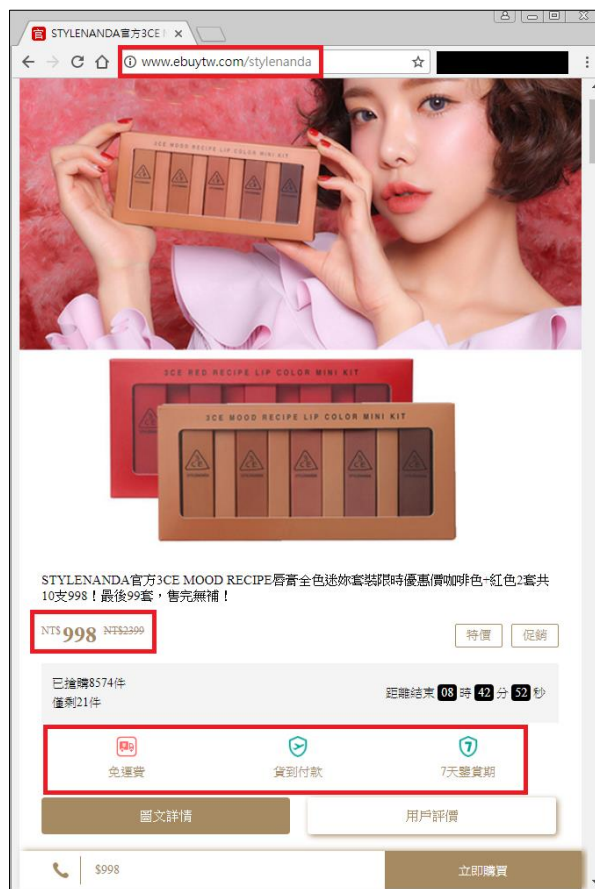 官 STYLENANDA官方3CE
www.ebuytw.com/stylenanda
3CE MOOD RECIPE LIP COLOR MINI KIT
3CE RED RECIPE LIP COLOR MINI KIT
3CE MOOD RECIPE LIP COLOR MINI KIT
STYLENANDA官方3CE MOOD RECIPE唇膏全色迷妳套裝限時優惠價咖啡色+紅色2套共
10支998！最後99套，售完無補！
NT$ 998 NT$2399 特價 促銷
已搶購8574件
僅剩21件
距離结束 08 時 42 分 52 秒
免運費 貨到付款 7天鑒賞期
圖文詳情 用戶評價
$998 立即購買